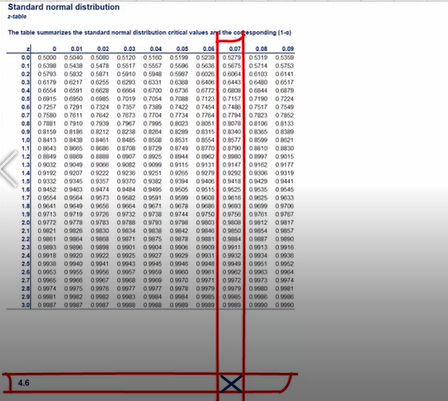 Standard normal distribution
z-table
The table summarizes the standard normal distribution critical values and the corresponding (1-α)
z 0 0.01 0.02 0.03 0.04 0.05 0.06 0.07 0.08 0.09
0.0 0.5000 0.5040 0.5080 0.5120 0.5160 0.5199 0.5239 0.5279 0.5319 0.5359
0.1 0.5398 0.5438 0.5478 0.5517 0.5557 0.5596 0.5636 0.5675 0.5714 0.5753
0.2 0.5793 0.5832 0.5871 0.5910 0.5948 0.5987 0.6026 0.6064 0.6103 0.6141
0.3 0.6179 0.6217 0.6255 0.6293 0.6331 0.6368 0.6406 0.6443 0.6480 0.6517
0.4 0.6554 0.6591 0.6628 0.6664 0.6700 0.6736 0.6772 0.6808 0.6844 0.6879
0.5 0.6915 0.6950 0.6985 0.7019 0.7054 0.7088 0.7123 0.7157 0.7190 0.7224
0.6 0.7257 0.7291 0.7324 0.7357 0.7389 0.7422 0.7454 0.7486 0.7517 0.7549
0.7 0.7580 0.7611 0.7642 0.7673 0.7704 0.7734 0.7764 0.7794 0.7823 0.7852
0.8 0.7881 0.7910 0.7939 0.7967 0.7995 0.8023 0.8051 0.8078 0.8106 0.8133
0.9 0.8159 0.8186 0.8212 0.8238 0.8264 0.8289 0.8315 0.8340 0.8365 0.8389
1.0 0.8413 0.8438 0.8461 0.8485 0.8508 0.8531 0.8554 0.8577 0.8599 0.8621
1.1 0.8643 0.8665 0.8686 0.8708 0.8729 0.8749 0.8770 0.8790 0.8810 0.8830
1.2 0.8849 0.8869 0.8888 0.8907 0.8925 0.8944 0.8962 0.8980 0.8997 0.9015
1.3 0.9032 0.9049 0.9066 0.9082 0.9099 0.9115 0.9131 0.9147 0.9162 0.9177
1.4 0.9192 0.9207 0.9222 0.9236 0.9251 0.9265 0.9279 0.9292 0.9306 0.9319
1.5 0.9332 0.9345 0.9357 0.9370 0.9382 0.9394 0.9406 0.9418 0.9429 0.9441
1.6 0.9452 0.9463 0.9474 0.9484 0.9495 0.9505 0.9515 0.9525 0.9535 0.9545
1.7 0.9554 0.9564 0.9573 0.9582 0.9591 0.9599 0.9608 0.9616 0.9625 0.9633
1.8 0.9641 0.9649 0.9656 0.9664 0.9671 0.9678 0.9686 0.9693 0.9699 0.9706
1.9 0.9713 0.9719 0.9726 0.9732 0.9738 0.9744 0.9750 0.9756 0.9761 0.9767
2.0 0.9772 0.9778 0.9783 0.9788 0.9793 0.9798 0.9803 0.9808 0.9812 0.9817
2.1 0.9821 0.9826 0.9830 0.9834 0.9838 0.9842 0.9846 0.9850 0.9854 0.9857
2.2 0.9861 0.9864 0.9868 0.9871 0.9875 0.9878 0.9881 0.9884 0.9887 0.9890
2.3 0.9893 0.9896 0.9898 0.9901 0.9904 0.9906 0.9909 0.9911 0.9913 0.9916
2.4 0.9918 0.9920 0.9922 0.9925 0.9927 0.9929 0.9931 0.9932 0.9934 0.9936
2.5 0.9938 0.9940 0.9941 0.9943 0.9945 0.9946 0.9948 0.9949 0.9951 0.9952
2.6 0.9953 0.9955 0.9956 0.9957 0.9959 0.9960 0.9961 0.9962 0.9963 0.9964
2.7 0.9965 0.9966 0.9967 0.9968 0.9969 0.9970 0.9971 0.9972 0.9973 0.9974
2.8 0.9974 0.9975 0.9976 0.9977 0.9977 0.9978 0.9979 0.9979 0.9980 0.9981
2.9 0.9981 0.9982 0.9982 0.9983 0.9984 0.9984 0.9985 0.9985 0.9986 0.9986
3.0 0.9987 0.9987 0.9987 0.9988 0.9988 0.9989 0.9989 0.9989 0.9990 0.9990
4.6 X